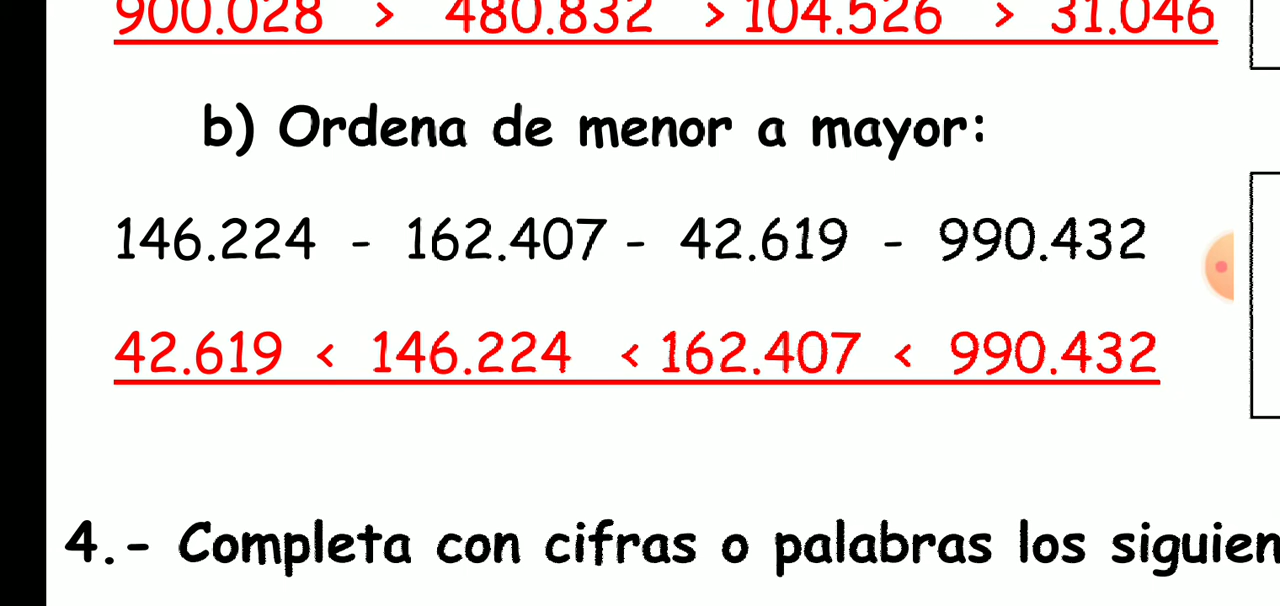 900.028 > 480.832 > 104.526 > 31.046
b) Ordena de menor a mayor:
146.224 - 162.407 - 42.619 - 990.432
42.619 < 146.224 < 162.407 < 990.432
4.- Completa con cifras o palabras los siguien